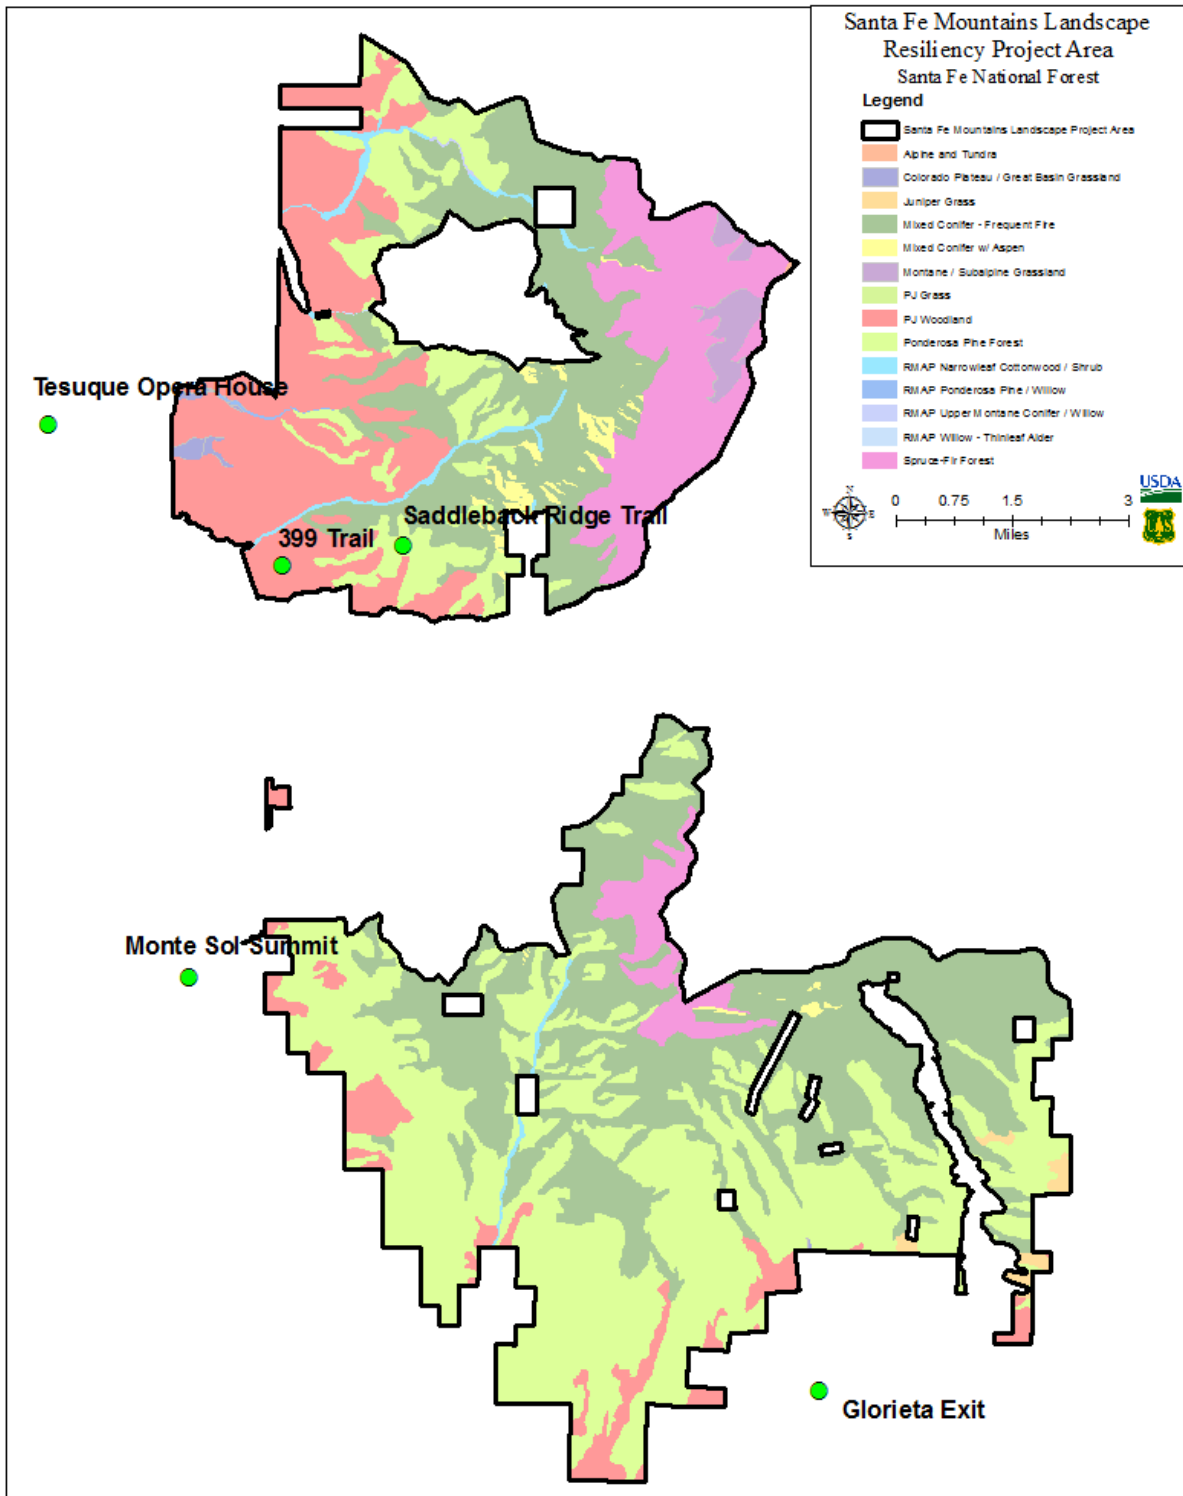 Santa Fe Mountains Landscape
Resiliency Project Area
Santa Fe National Forest
Legend
Santa Fe Mountains Landscape Project Area
Alpine and Tundra
Colorado Plateau / Great Basin Grassland
Juniper Grass
Mixed Conifer - Frequent Fire
Mixed Conifer w/ Aspen
Montane / Subalpine Grassland
PJ Grass
PJ Woodland
Ponderosa Pine Forest
RMAP Narrowleaf Cottonwood / Shrub
RMAP Ponderosa Pine / Willow
RMAP Upper Montane Conifer / Willow
RMAP Willow - Thinleaf Alder
Spruce-Fir Forest
N
W E
S
0 0.75 1.5 3
Miles
USDA
Tesuque Opera House
Saddleback Ridge Trail
399 Trail
Monte Sol Summit
Glorieta Exit